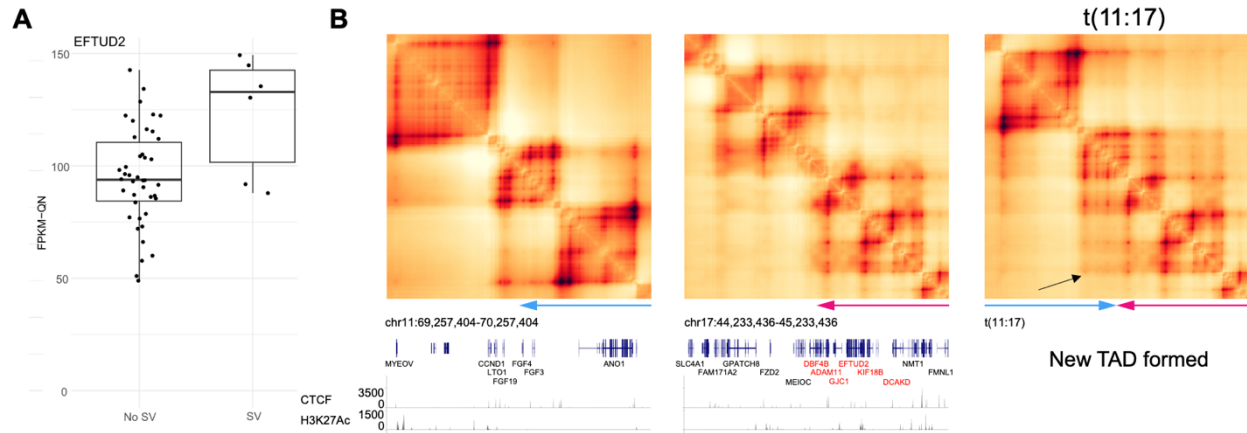 A
B
EFTUD2
150
100
50
0
FPKM−QN
No SV
SV
t(11:17)
chr11:69,257,404-70,257,404
chr17:44,233,436-45,233,436
t(11:17)
New TAD formed
MYEOV
CCND1
FGF4
ANO1
LTO1
FGF3
FGF19
SLC4A1
GPATCH8
DBF4B
EFTUD2
NMT1
FAM171A2
FZD2
ADAM11
KIF18B
FMNL1
MEIOC
GJC1
DCAKD
CTCF
3500
0
H3K27Ac
1500
0